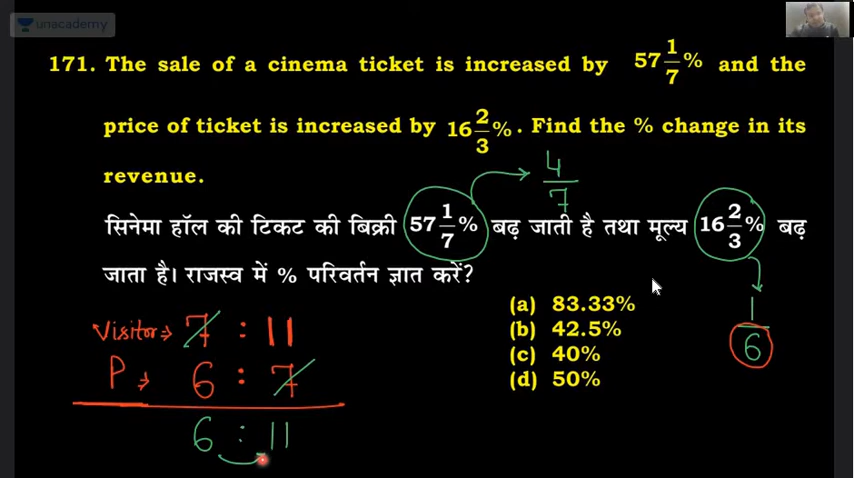 unacademy
171. The sale of a cinema ticket is increased by 57 1/7% and the
price of ticket is increased by 16 2/3%. Find the % change in its
revenue.
4/7
सिनेमा हॉल की टिकट की बिक्री 57 1/7% बढ़ जाती है तथा मूल्य 16 2/3% बढ़
जाता है। राजस्व में % परिवर्तन ज्ञात करें?
1/6
(a) 83.33%
(b) 42.5%
(c) 40%
(d) 50%
Visitor → 7 : 11
P → 6 : 7
6 : 11